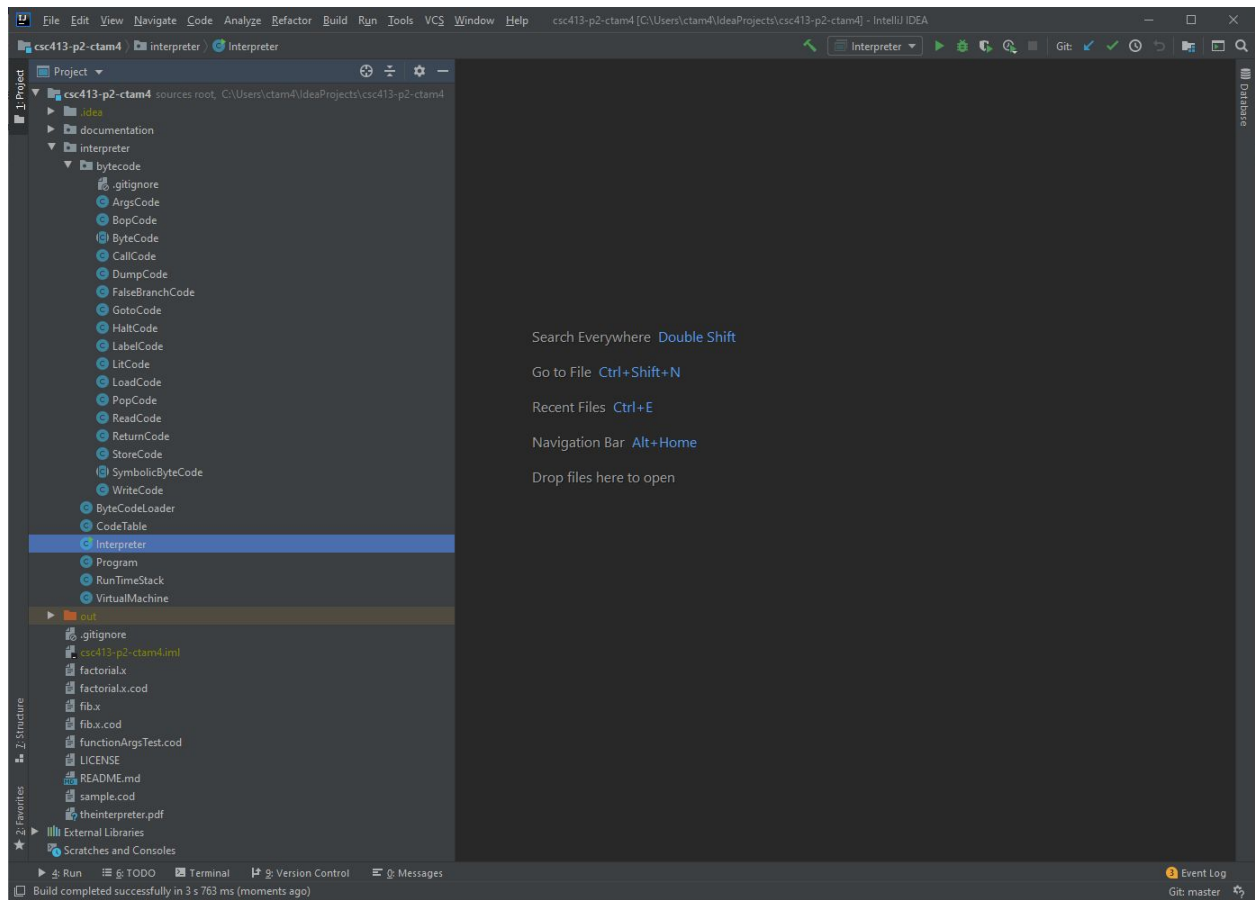 File Edit View Navigate Code Analyze Refactor Build Run Tools VCS Window Help csc413-p2-ctam4 [C:\Users\ctam4\IdeaProjects\csc413-p2-ctam4] - IntelliJ IDEA
csc413-p2-ctam4 interpreter Interpreter Interpreter Git:
Project
1: Project
csc413-p2-ctam4 sources root, C:\Users\ctam4\IdeaProjects\csc413-p2-ctam4
.idea
documentation
interpreter
bytecode
.gitignore
ArgsCode
BopCode
ByteCode
CallCode
DumpCode
FalseBranchCode
GotoCode
HaltCode
LabelCode
LitCode
LoadCode
PopCode
ReadCode
ReturnCode
StoreCode
SymbolicByteCode
WriteCode
ByteCodeLoader
CodeTable
Interpreter
Program
RunTimeStack
VirtualMachine
out
.gitignore
csc413-p2-ctam4.iml
factorial.x
factorial.x.cod
fib.x
fib.x.cod
functionArgsTest.cod
LICENSE
README.md
sample.cod
theinterpreter.pdf
External Libraries
Scratches and Consoles
7: Structure
2: Favorites
Search Everywhere Double Shift
Go to File Ctrl+Shift+N
Recent Files Ctrl+E
Navigation Bar Alt+Home
Drop files here to open
Database
4: Run 6: TODO Terminal 9: Version Control 0: Messages 3 Event Log
Build completed successfully in 3 s 763 ms (moments ago) Git: master